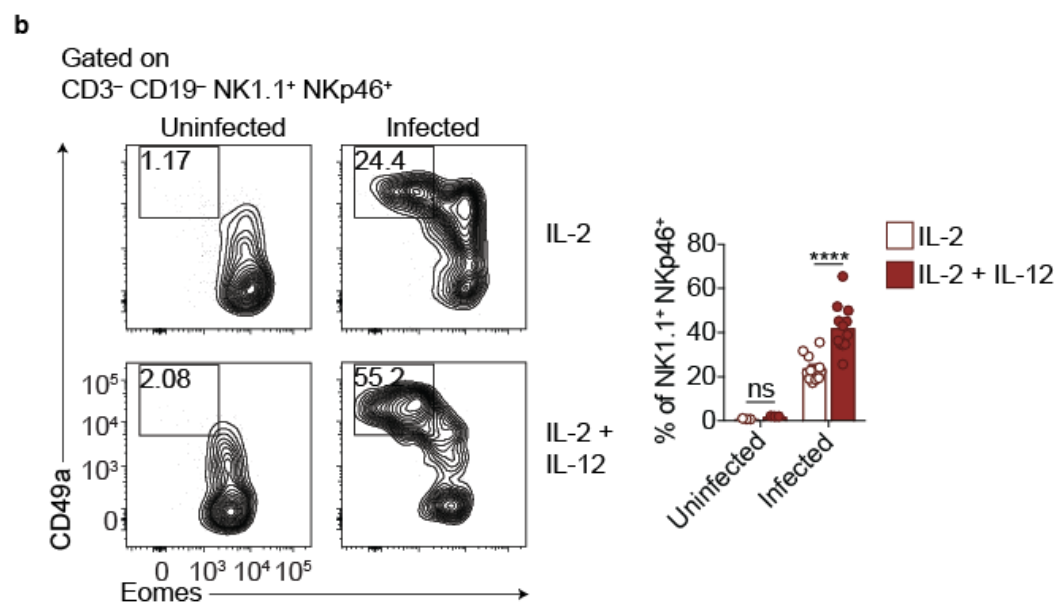 b
Gated on
CD3⁻ CD19⁻ NK1.1⁺ NKp46⁺
Uninfected
Infected
1.17
24.4
IL-2
2.08
55.2
IL-2 +
IL-12
10⁵
10⁴
10³
0
CD49a
0 10³ 10⁴ 10⁵
Eomes
% of NK1.1⁺ NKp46⁺
80
60
40
20
0
ns
****
Uninfected
Infected
IL-2
IL-2 + IL-12